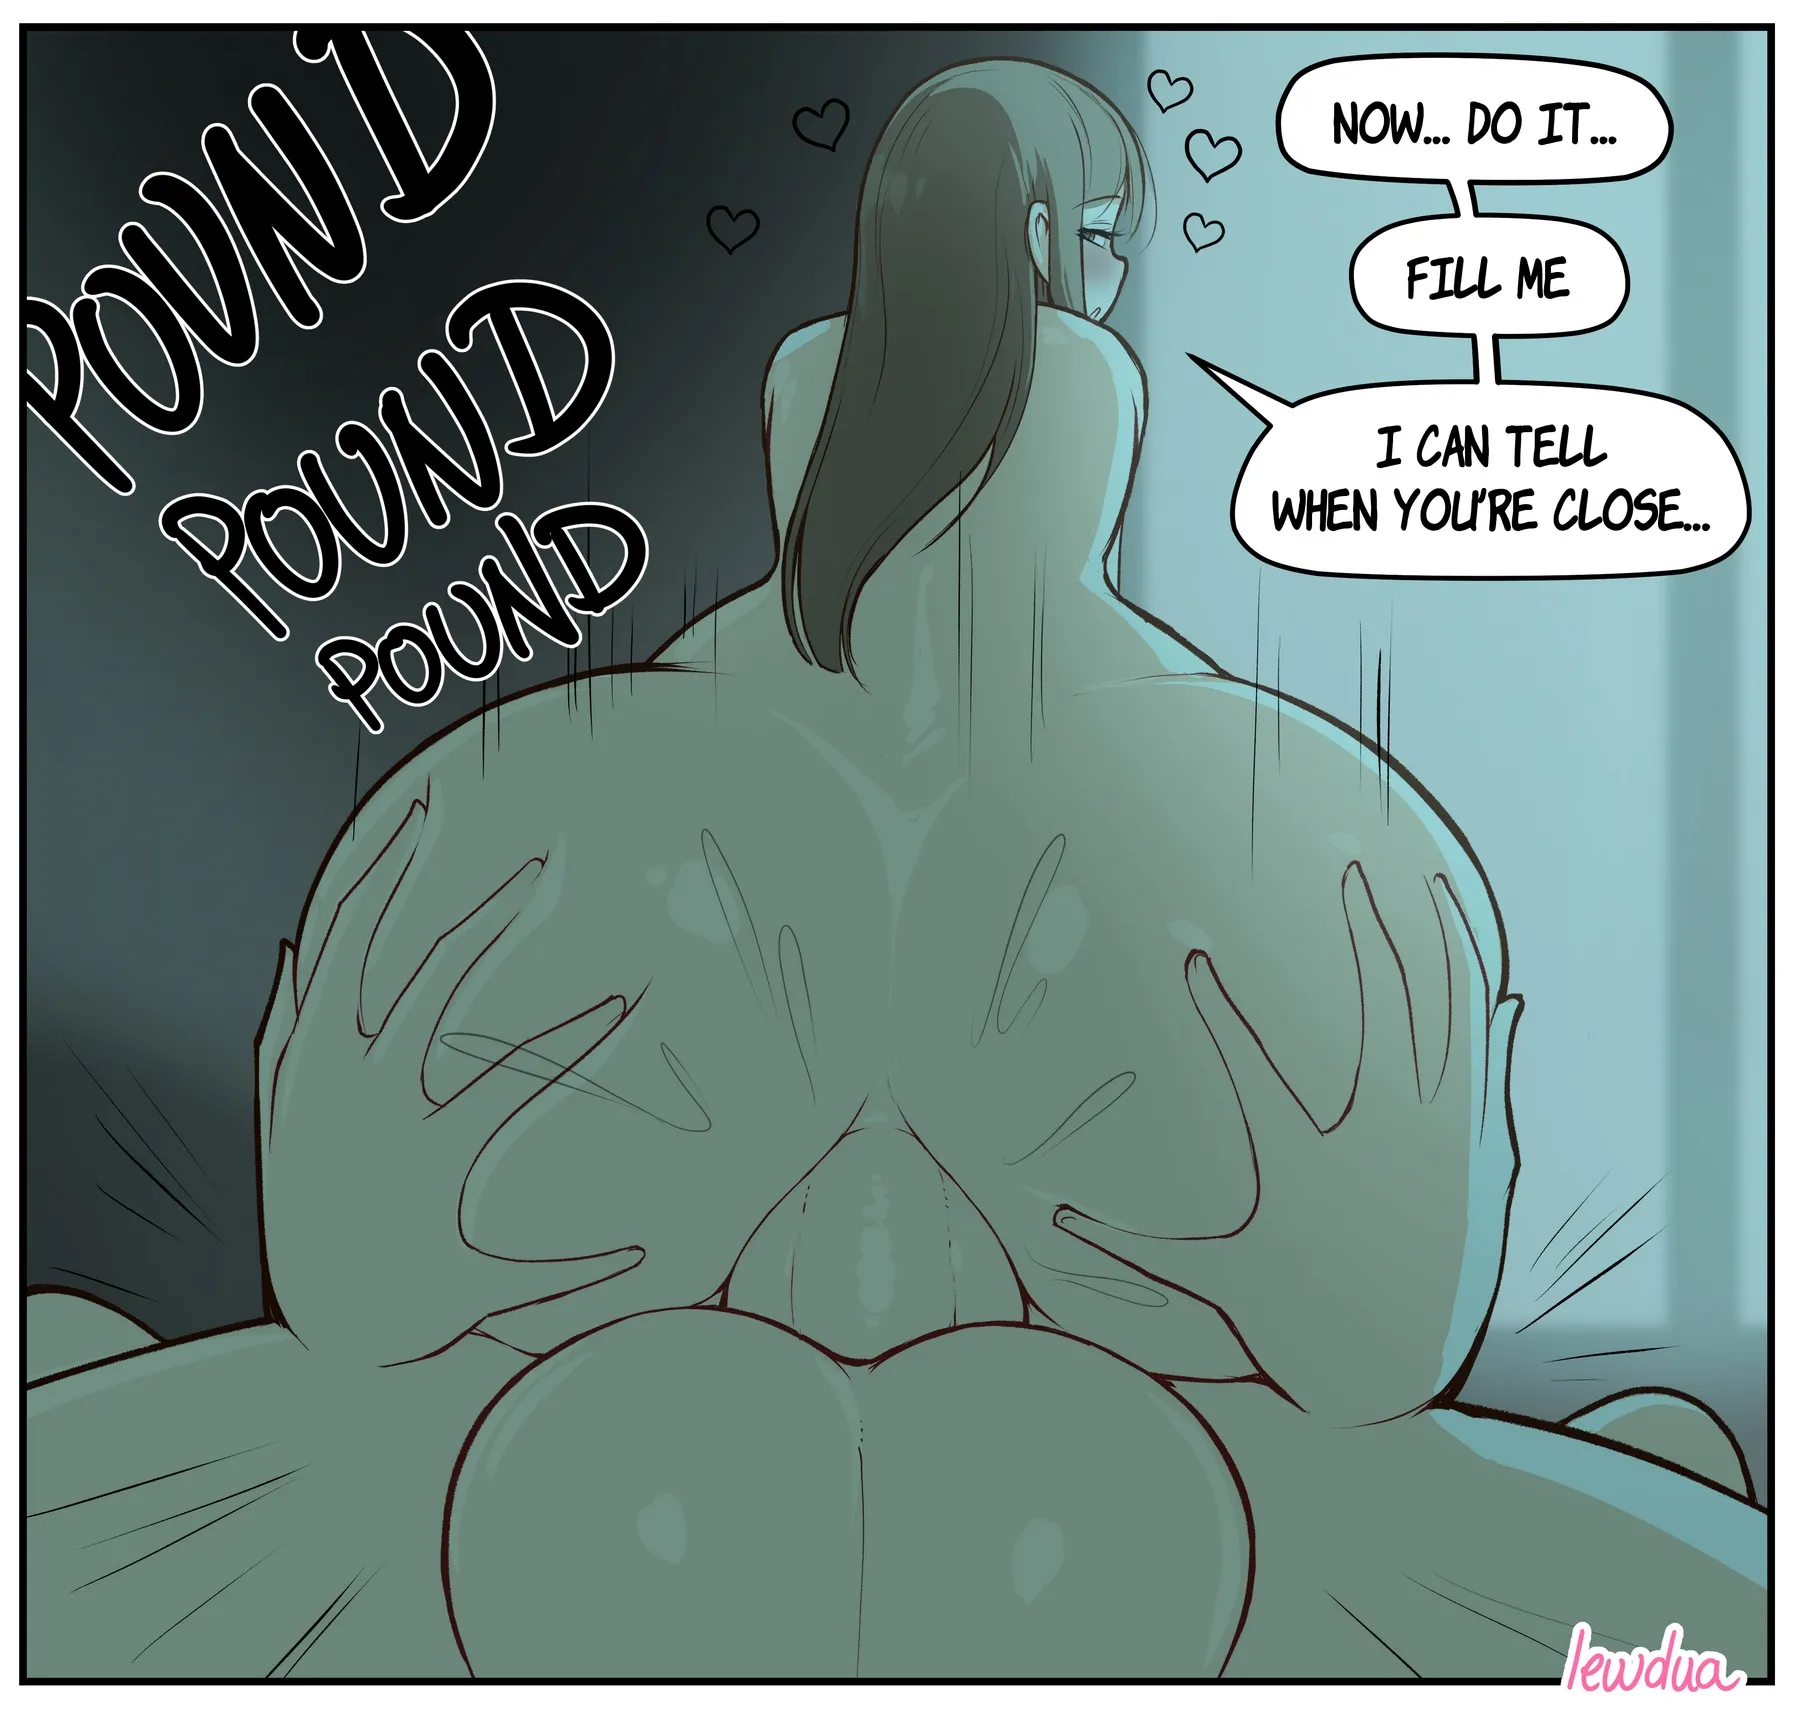 POUND
POUND
POUND
NOW... DO IT...
FILL ME
I CAN TELL
WHEN YOU'RE CLOSE...
lewdua